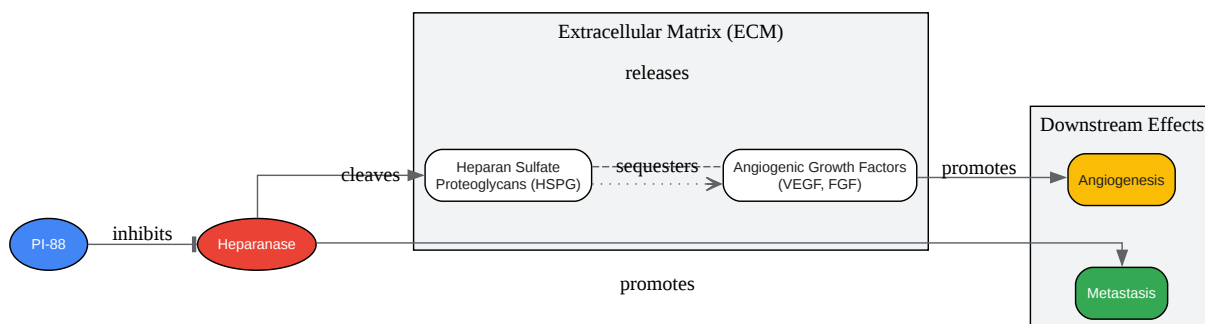 Extracellular Matrix (ECM)
releases
Downstream Effects
cleaves
Heparan Sulfate
Proteoglycans (HSPG)
sequesters
Angiogenic Growth Factors
(VEGF, FGF)
promotes
Angiogenesis
PI-88
inhibits
Heparanase
promotes
Metastasis